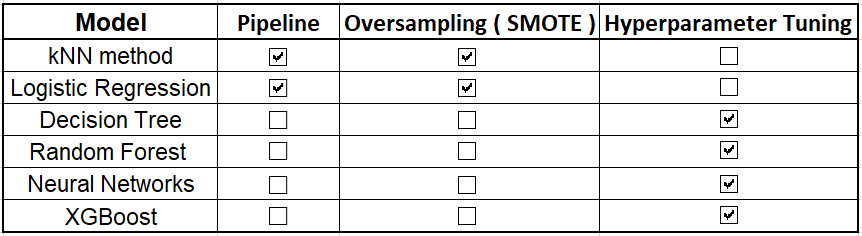 Model Pipeline Oversampling ( SMOTE ) Hyperparameter Tuning
kNN method
Logistic Regression
Decision Tree
Random Forest
Neural Networks
XGBoost